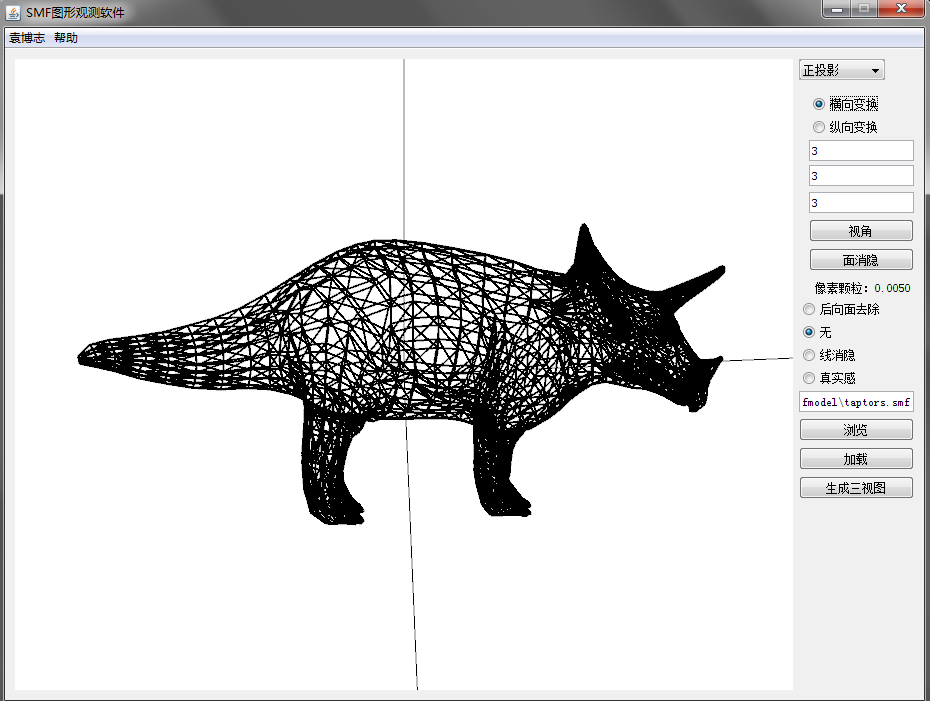 SMF图形观测软件
袁博志 帮助
正投影
横向变换
纵向变换
3
3
3
视角
面消隐
像素颗粒: 0.0050
后向面去除
无
线消隐
真实感
fmodel\taptors.smf
浏览
加载
生成三视图